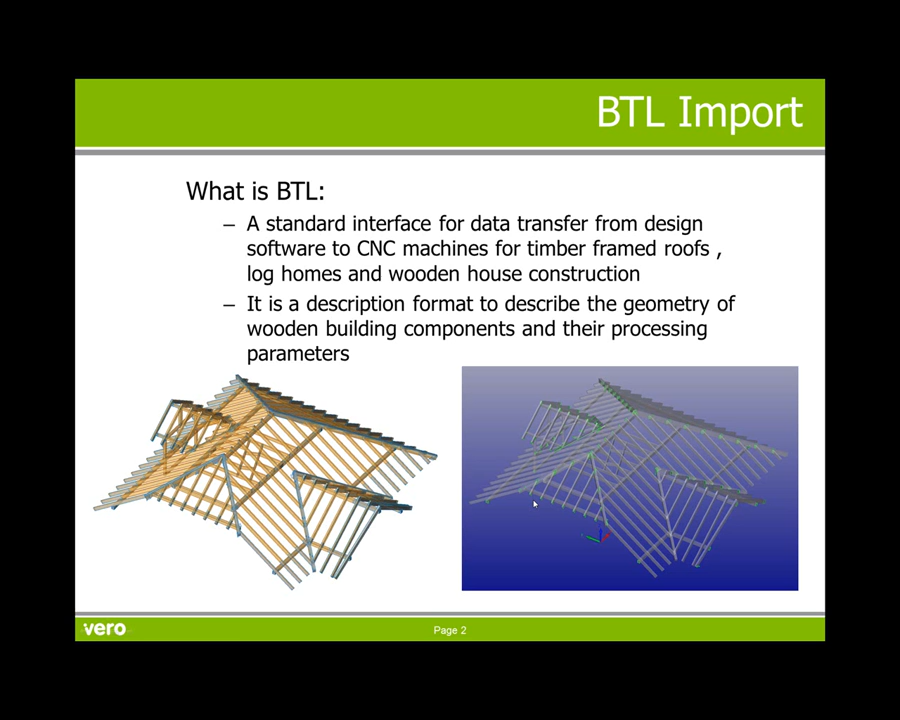 BTL Import
What is BTL:
– A standard interface for data transfer from design
software to CNC machines for timber framed roofs ,
log homes and wooden house construction
– It is a description format to describe the geometry of
wooden building components and their processing
parameters
vero
Page 2